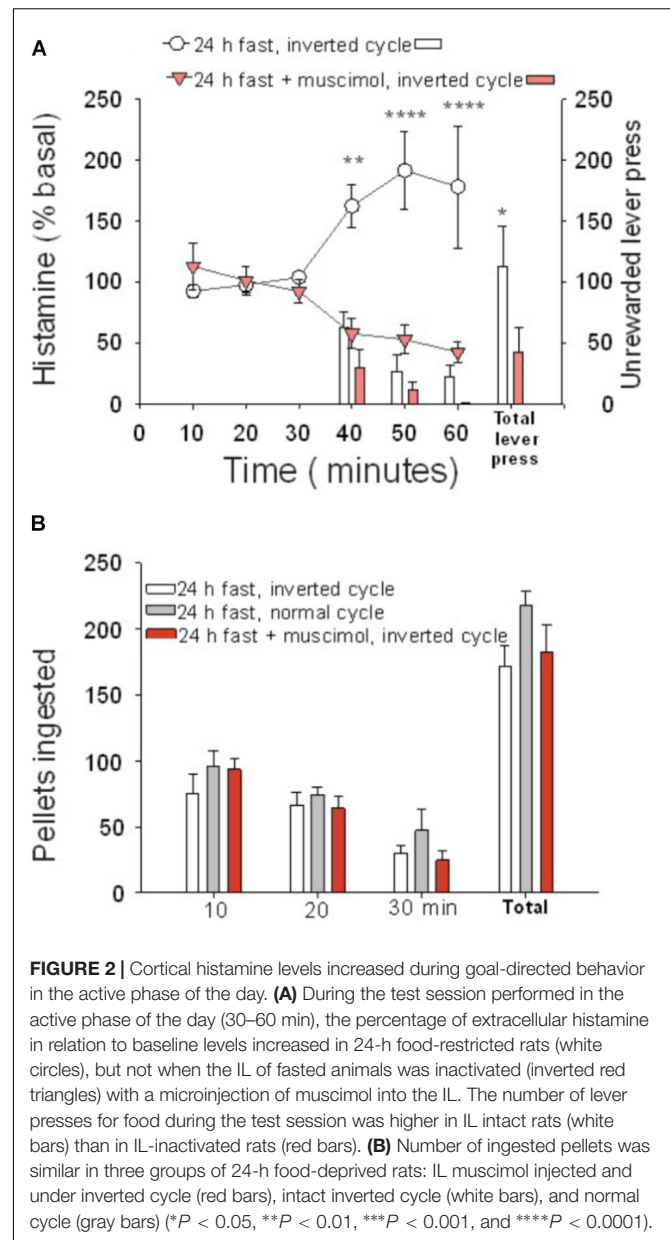 A
24 h fast, inverted cycle
24 h fast + muscimol, inverted cycle
250 250
200 200
150 150
100 100
50 50
0 0
Histamine (% basal)
Unrewarded lever press
** **** **** *
0 10 20 30 40 50 60 Total
lever
press
Time ( minutes)
B
250
200
150
100
50
0
Pellets ingested
24 h fast, inverted cycle
24 h fast, normal cycle
24 h fast + muscimol, inverted cycle
10 20 30 min Total
FIGURE 2 | Cortical histamine levels increased during goal-directed behavior
in the active phase of the day. (A) During the test session performed in the
active phase of the day (30–60 min), the percentage of extracellular histamine
in relation to baseline levels increased in 24-h food-restricted rats (white
circles), but not when the IL of fasted animals was inactivated (inverted red
triangles) with a microinjection of muscimol into the IL. The number of lever
presses for food during the test session was higher in IL intact rats (white
bars) than in IL-inactivated rats (red bars). (B) Number of ingested pellets was
similar in three groups of 24-h food-deprived rats: IL muscimol injected and
under inverted cycle (red bars), intact inverted cycle (white bars), and normal
cycle (gray bars) (*P < 0.05, **P < 0.01, ***P < 0.001, and ****P < 0.0001).